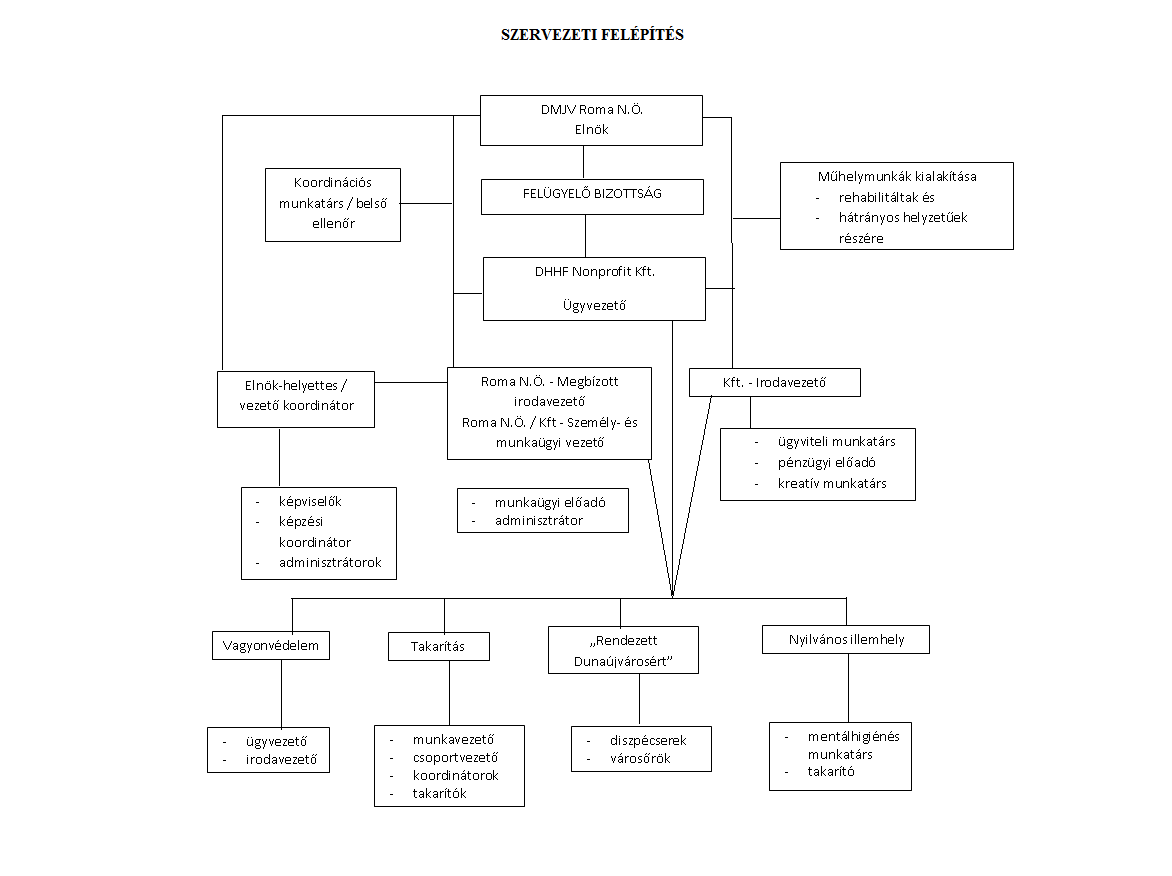 SZERVEZETI FELÉPÍTÉS
DMJV Roma N.Ö.
Elnök
Koordinációs
munkatárs / belső
ellenőr
FELÜGYELŐ BIZOTTSÁG
Műhelymunkák kialakítása
- rehabilitáltak és
- hátrányos helyzetűek
részére
DHHF Nonprofit Kft.
Ügyvezető
Elnök-helyettes /
vezető koordinátor
Roma N.Ö. - Megbízott
irodavezető
Roma N.Ö. / Kft - Személy- és
munkaügyi vezető
Kft. - Irodavezető
- ügyviteli munkatárs
- pénzügyi előadó
- kreatív munkatárs
- képviselők
- képzési
koordinátor
- adminisztrátorok
- munkaügyi előadó
- adminisztrátor
Vagyonvédelem
Takarítás
„Rendezett
Dunaújvárosért”
Nyilvános illemhely
- ügyvezető
- irodavezető
- munkavezető
- csoportvezető
- koordinátorok
- takarítók
- diszpécserek
- városőrök
- mentálhigiénés
munkatárs
- takarító